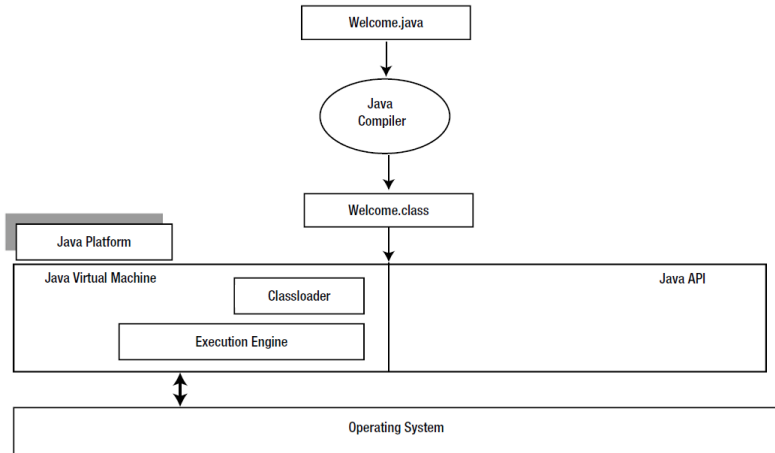 Welcome.java
Java
Compiler
Welcome.class
Java Platform
Java Virtual Machine
Java API
Classloader
Execution Engine
Operating System